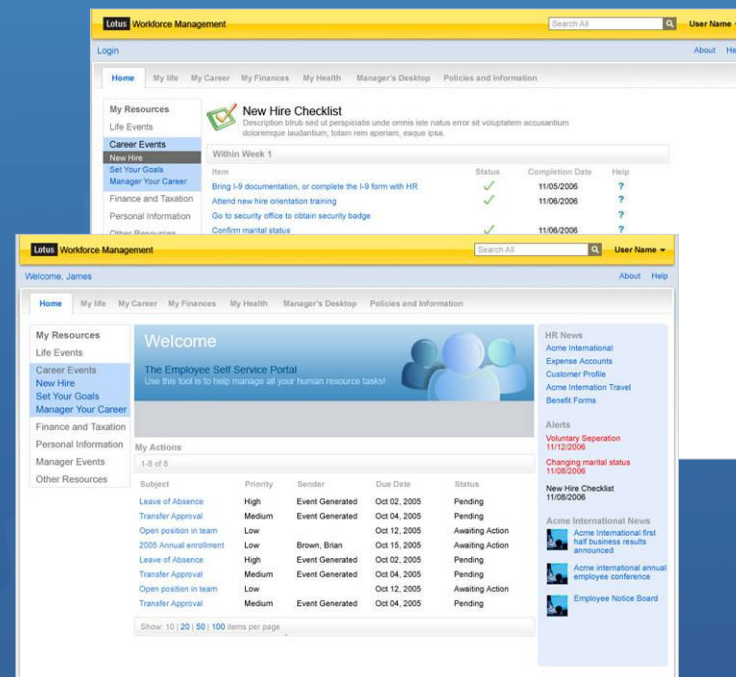 Lotus Workforce Management
Search All
User Name
Login
About
Home My life My Career My Finances My Health Manager's Desktop Policies and Information
My Resources
Life Events
Career Events
New Hire
Set Your Goals
Manager Your Career
Finance and Taxation
Personal Information
Other Resources
New Hire Checklist
Description blrub sed ut perspiciatis unde omnis iste natus error sit voluptatem accusantium
doloremque laudantium, totam rem aperiam, eaque ipsa.
Within Week 1
Item Status Completion Date Help
Bring I-9 documentation, or complete the I-9 form with HR 11/05/2006 ?
Attend new hire orientation training 11/06/2006 ?
Go to security office to obtain security badge ?
Confirm marital status 11/06/2006 ?
Lotus Workforce Management
Search All
User Name
Welcome, James
About Help
Home My life My Career My Finances My Health Manager's Desktop Policies and Information
My Resources
Life Events
Career Events
New Hire
Set Your Goals
Manager Your Career
Finance and Taxation
Personal Information
Manager Events
Other Resources
Welcome
The Employee Self Service Portal
Use this tool is to help manage all your human resource tasks!
My Actions
1-8 of 8
Subject Priority Sender Due Date Status
Leave of Absence High Event Generated Oct 02, 2005 Pending
Transfer Approval Medium Event Generated Oct 04, 2005 Pending
Open position in team Low Oct 12, 2005 Awaiting Action
2005 Annual enrollment Low Brown, Brian Oct 15, 2005 Awaiting Action
Leave of Absence High Event Generated Oct 02, 2005 Pending
Transfer Approval Medium Event Generated Oct 04, 2005 Pending
Open position in team Low Oct 12, 2005 Awaiting Action
Transfer Approval Medium Event Generated Oct 04, 2005 Pending
Show: 10 | 20 | 50 | 100 items per page
HR News
Acme International
Expense Accounts
Customer Profile
Acme Internation Travel
Benefit Forms
Alerts
Voluntary Seperation
11/12/2006
Changing marital status
11/08/2006
New Hire Checklist
11/08/2006
Acme International News
Acme International first
half business results
announced
Acme international annual
employee conference
Employee Notice Board